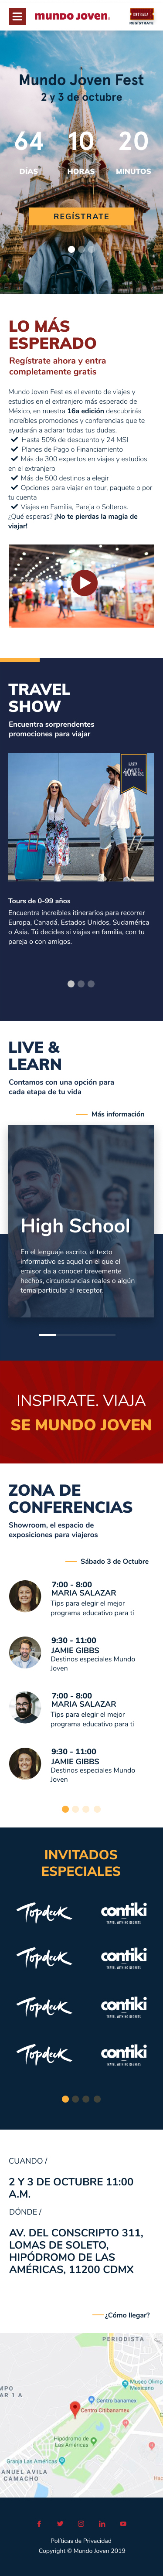 mundo joven.
ENTRADA
REGÍSTRATE
Mundo Joven Fest
2 y 3 de octubre
64 10 20
DÍAS HORAS MINUTOS
REGÍSTRATE
LO MÁS
ESPERADO
Regístrate ahora y entra
completamente gratis
Mundo Joven Fest es el evento de viajes y
estudios en el extranjero más esperado de
México, en nuestra 16a edición descubrirás
increíbles promociones y conferencias que te
ayudarán a aclarar todas tus dudas.
Hasta 50% de descuento y 24 MSI
Planes de Pago o Financiamiento
Más de 300 expertos en viajes y estudios
en el extranjero
Más de 500 destinos a elegir
Opciones para viajar en tour, paquete o por
tu cuenta
Viajes en Familia, Pareja o Solteros.
¿Qué esperas? ¡No te pierdas la magia de
viajar!
TRAVEL
SHOW
Encuentra sorprendentes
promociones para viajar
Tours de 0-99 años
Encuentra increíbles itinerarios para recorrer
Europa, Canadá, Estados Unidos, Sudamérica
o Asia. Tú decides si viajas en familia, con tu
pareja o con amigos.
LIVE &
LEARN
Contamos con una opción para
cada etapa de tu vida
Más información
High School
En el lenguaje escrito, el texto
informativo es aquel en el que el
emisor da a conocer brevemente
hechos, circunstancias reales o algún
tema particular al receptor.
INSPIRATE. VIAJA
SE MUNDO JOVEN
ZONA DE
CONFERENCIAS
Showroom, el espacio de
exposiciones para viajeros
Sábado 3 de Octubre
7:00 - 8:00
MARIA SALAZAR
Tips para elegir el mejor
programa educativo para ti
9:30 - 11:00
JAMIE GIBBS
Destinos especiales Mundo
Joven
7:00 - 8:00
MARIA SALAZAR
Tips para elegir el mejor
programa educativo para ti
9:30 - 11:00
JAMIE GIBBS
Destinos especiales Mundo
Joven
INVITADOS
ESPECIALES
Topdeck contiki
TRAVEL WITH NO REGRETS
Topdeck contiki
TRAVEL WITH NO REGRETS
Topdeck contiki
TRAVEL WITH NO REGRETS
Topdeck contiki
TRAVEL WITH NO REGRETS
CUANDO /
2 Y 3 DE OCTUBRE 11:00
A.M.
DÓNDE /
AV. DEL CONSCRIPTO 311,
LOMAS DE SOLETO,
HIPÓDROMO DE LAS
AMÉRICAS, 11200 CDMX
¿Cómo llegar?
PERIODISTA
Museo Olímp
Mexicano
MPO
AR 1 A
Centro banamex
Centro Citibanamex
Hipódromo de
Las Américas
Granja Las Américas
ANUEL AVILA
CAMACHO
Políticas de Privacidad
Copyright © Mundo Joven 2019